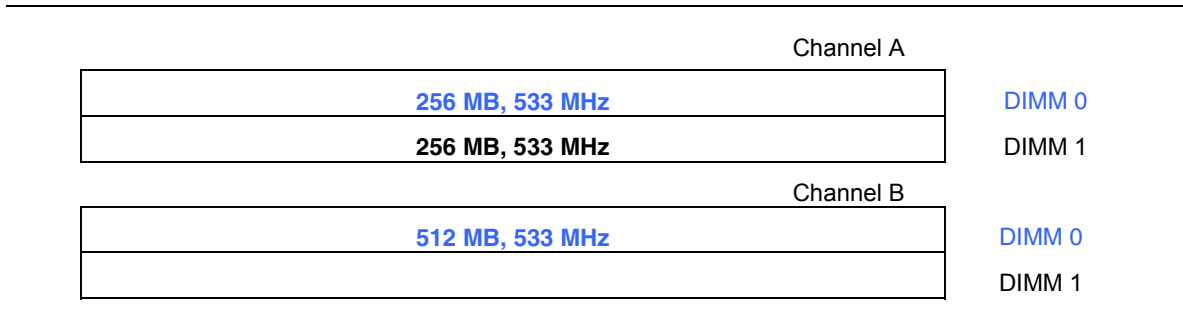 Channel A
256 MB, 533 MHz DIMM 0
256 MB, 533 MHz DIMM 1
Channel B
512 MB, 533 MHz DIMM 0
DIMM 1